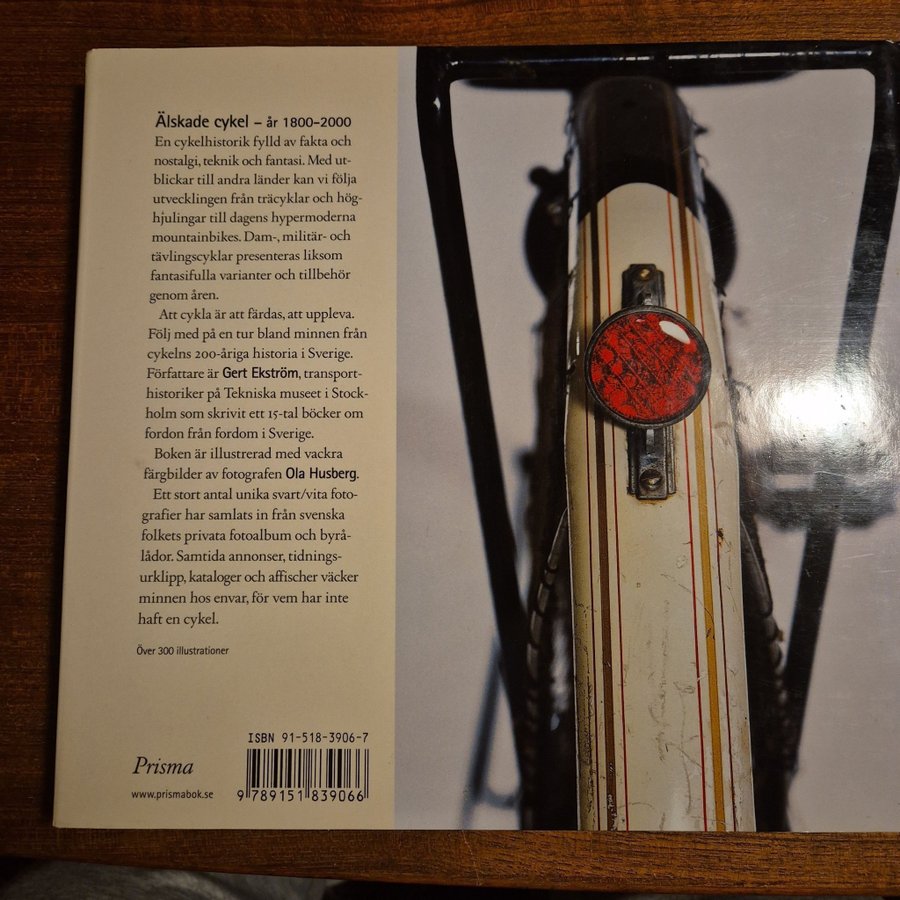 Älskade cykel – år 1800–2000
En cykelhistorik fylld av fakta och
nostalgi, teknik och fantasi. Med ut-
blickar till andra länder kan vi följa
utvecklingen från träcyklar och hög-
hjulingar till dagens hypermoderna
mountainbikes. Dam-, militär- och
tävlingscyklar presenteras liksom
fantasifulla varianter och tillbehör
genom åren.
Att cykla är att färdas, att uppleva.
Följ med på en tur bland minnen från
cykelns 200-åriga historia i Sverige.
Författare är Gert Ekström, transport-
historiker på Tekniska museet i Stock-
holm som skrivit ett 15-tal böcker om
fordon från fordom i Sverige.
Boken är illustrerad med vackra
färgbilder av fotografen Ola Husberg.
Ett stort antal unika svart/vita foto-
grafier har samlats in från svenska
folkets privata fotoalbum och byrå-
lådor. Samtida annonser, tidnings-
urklipp, kataloger och affischer väcker
minnen hos envar, för vem har inte
haft en cykel.
Över 300 illustrationer
ISBN 91-518-3906-7
Prisma
www.prismabok.se
9 789151 839066